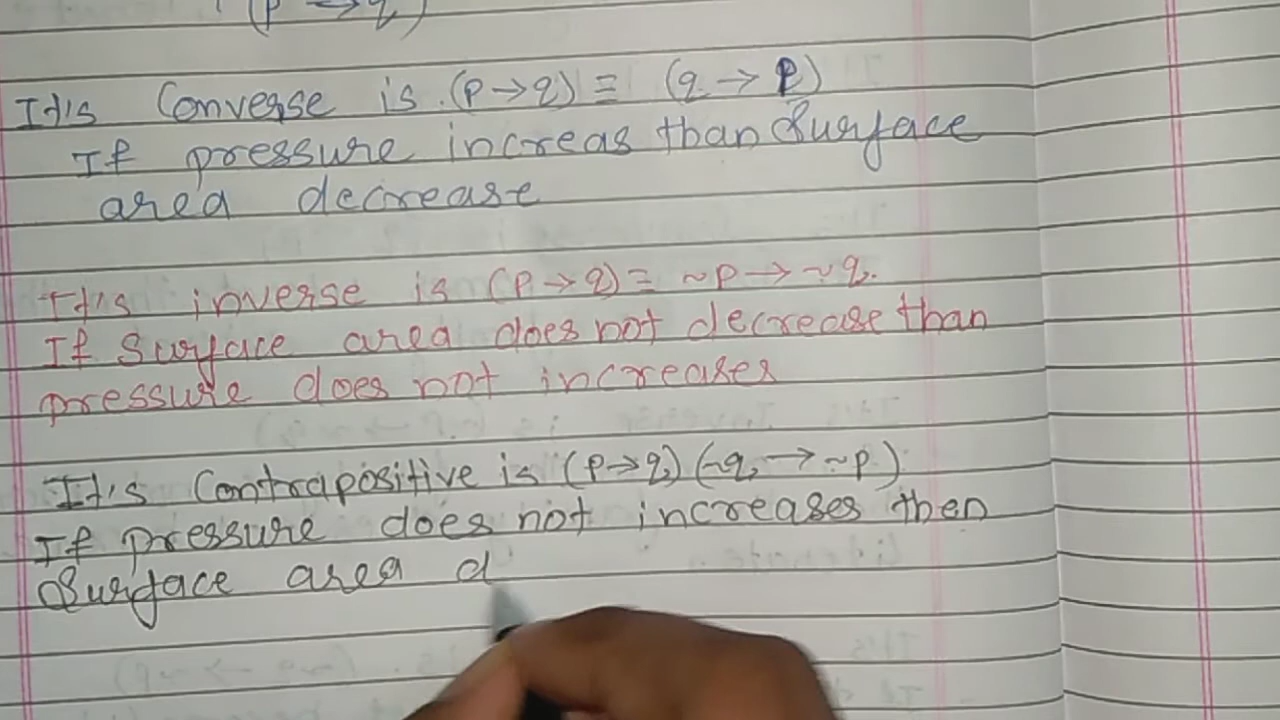 (p → q)
It's Converse is (p → q) ≡ (q → p)
If pressure increas than Surface
area decrease
It's inverse is (p → q) = ~p → ~q.
If Surface area does not decrease than
pressure does not increases
It's Contrapositive is (p → q) (~q → ~p)
If pressure does not increases then
Surface area d